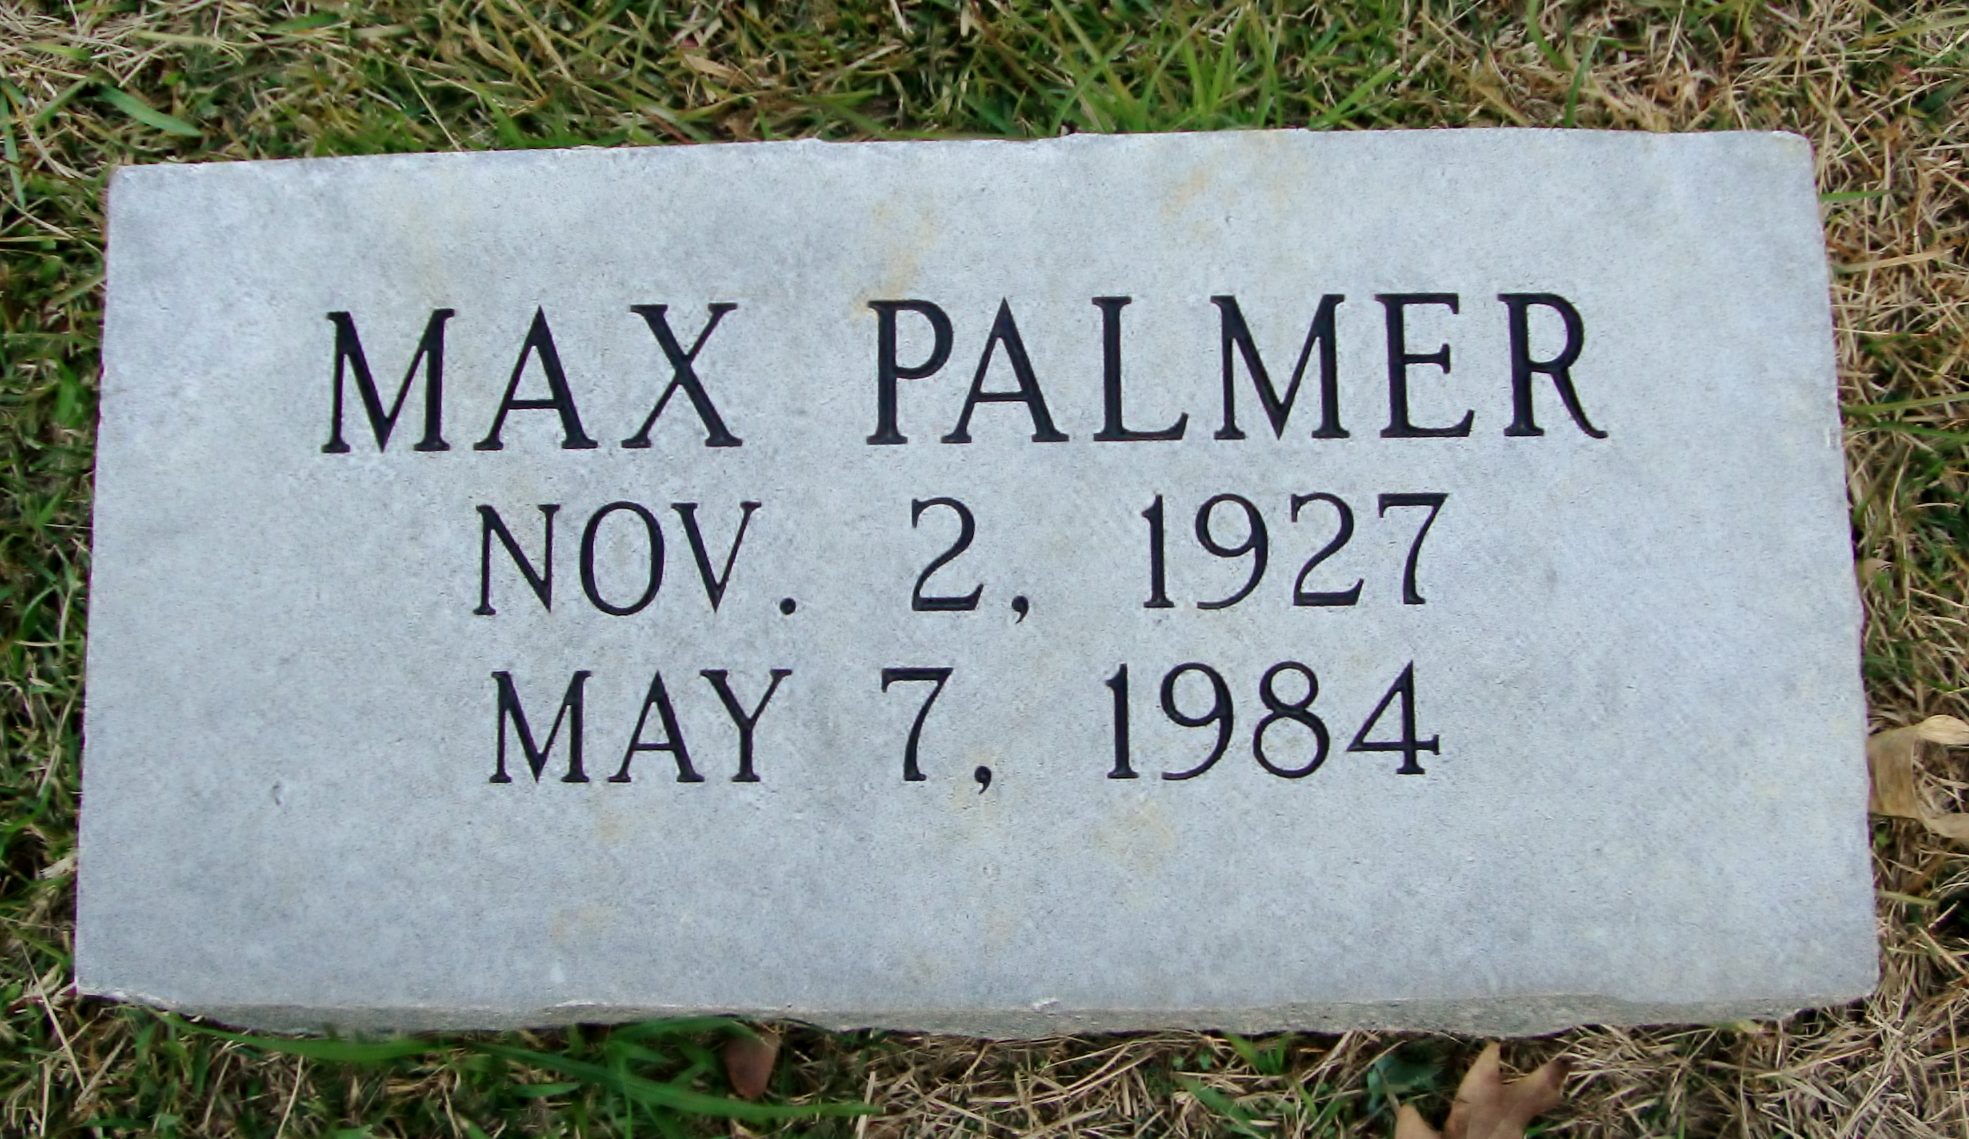 MAX PALMER
NOV. 2, 1927
MAY 7, 1984